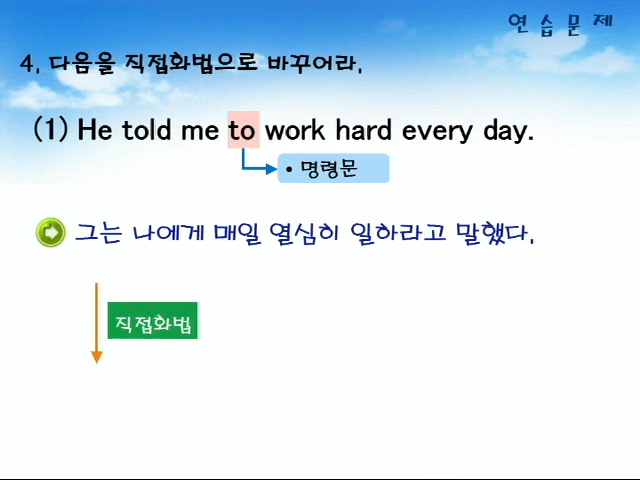 연 습 문 제
4. 다음을 직접화법으로 바꾸어라.
(1) He told me to work hard every day.
• 명령문
그는 나에게 매일 열심히 일하라고 말했다.
직접화법